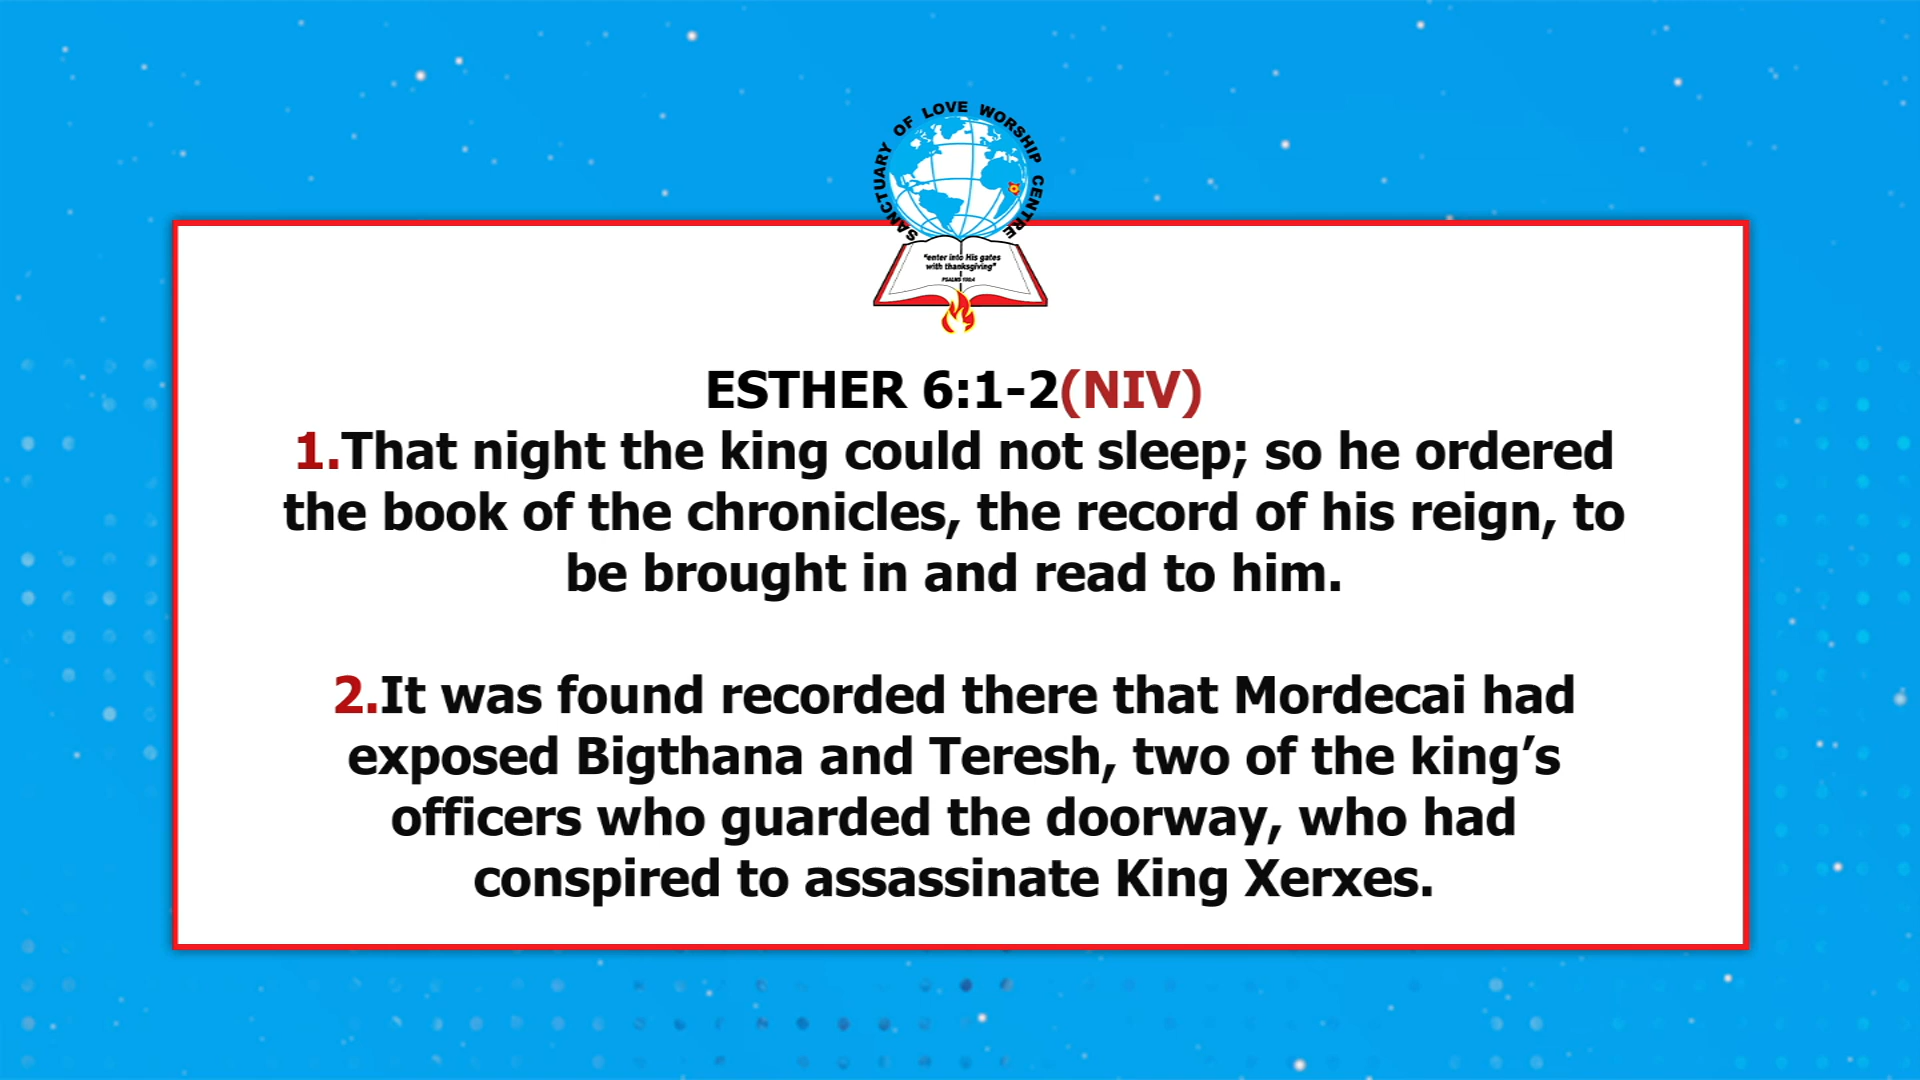 SANCTUARY OF LOVE WORSHIP CENTRE
"enter into His gates
with thanksgiving"
PSALMS 100:4
ESTHER 6:1-2(NIV)
1.That night the king could not sleep; so he ordered
the book of the chronicles, the record of his reign, to
be brought in and read to him.
2.It was found recorded there that Mordecai had
exposed Bigthana and Teresh, two of the king’s
officers who guarded the doorway, who had
conspired to assassinate King Xerxes.